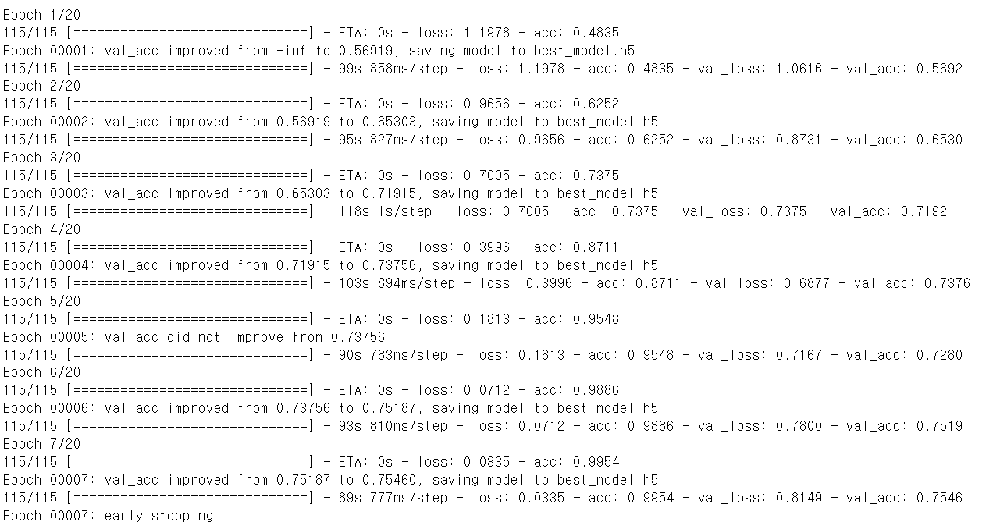 Epoch 1/20
115/115 [==============================] - ETA: 0s - loss: 1.1978 - acc: 0.4835
Epoch 00001: val_acc improved from -inf to 0.56919, saving model to best_model.h5
115/115 [==============================] - 99s 858ms/step - loss: 1.1978 - acc: 0.4835 - val_loss: 1.0616 - val_acc: 0.5692
Epoch 2/20
115/115 [==============================] - ETA: 0s - loss: 0.9656 - acc: 0.6252
Epoch 00002: val_acc improved from 0.56919 to 0.65303, saving model to best_model.h5
115/115 [==============================] - 95s 827ms/step - loss: 0.9656 - acc: 0.6252 - val_loss: 0.8731 - val_acc: 0.6530
Epoch 3/20
115/115 [==============================] - ETA: 0s - loss: 0.7005 - acc: 0.7375
Epoch 00003: val_acc improved from 0.65303 to 0.71915, saving model to best_model.h5
115/115 [==============================] - 118s 1s/step - loss: 0.7005 - acc: 0.7375 - val_loss: 0.7375 - val_acc: 0.7192
Epoch 4/20
115/115 [==============================] - ETA: 0s - loss: 0.3996 - acc: 0.8711
Epoch 00004: val_acc improved from 0.71915 to 0.73756, saving model to best_model.h5
115/115 [==============================] - 103s 894ms/step - loss: 0.3996 - acc: 0.8711 - val_loss: 0.6877 - val_acc: 0.7376
Epoch 5/20
115/115 [==============================] - ETA: 0s - loss: 0.1813 - acc: 0.9548
Epoch 00005: val_acc did not improve from 0.73756
115/115 [==============================] - 90s 783ms/step - loss: 0.1813 - acc: 0.9548 - val_loss: 0.7167 - val_acc: 0.7280
Epoch 6/20
115/115 [==============================] - ETA: 0s - loss: 0.0712 - acc: 0.9886
Epoch 00006: val_acc improved from 0.73756 to 0.75187, saving model to best_model.h5
115/115 [==============================] - 93s 810ms/step - loss: 0.0712 - acc: 0.9886 - val_loss: 0.7800 - val_acc: 0.7519
Epoch 7/20
115/115 [==============================] - ETA: 0s - loss: 0.0335 - acc: 0.9954
Epoch 00007: val_acc improved from 0.75187 to 0.75460, saving model to best_model.h5
115/115 [==============================] - 89s 777ms/step - loss: 0.0335 - acc: 0.9954 - val_loss: 0.8149 - val_acc: 0.7546
Epoch 00007: early stopping